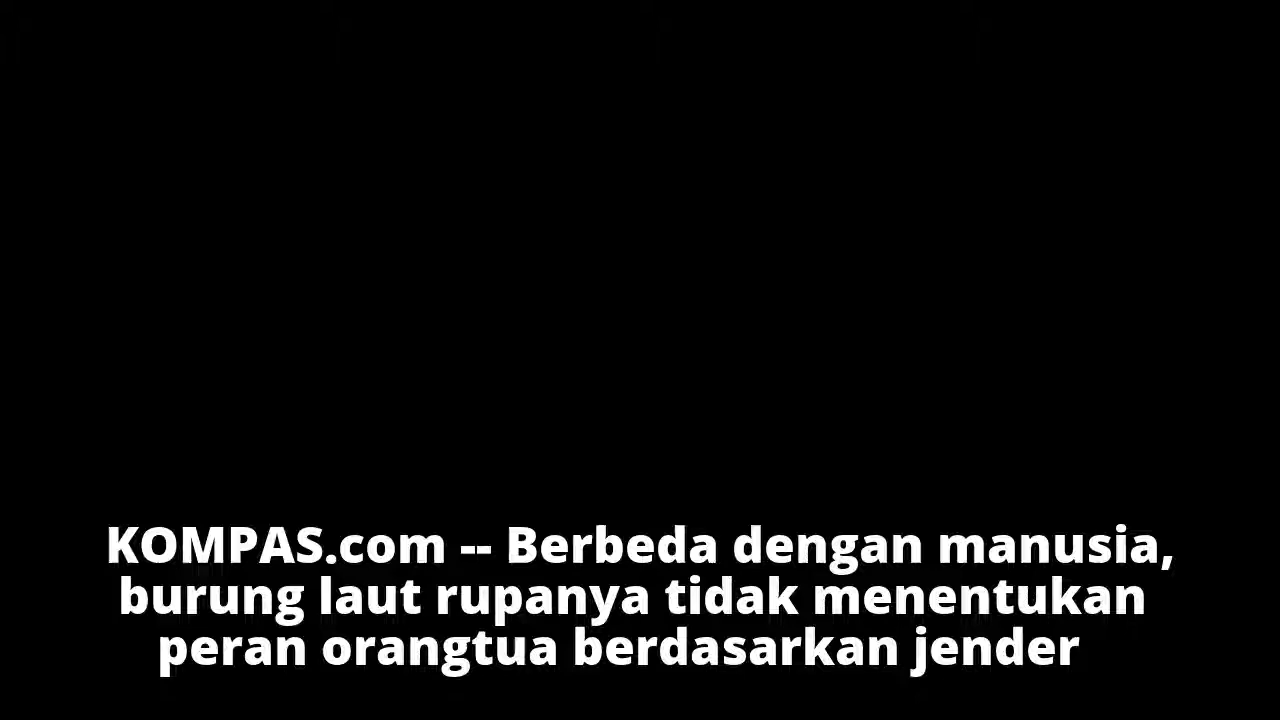 KOMPAS.com -- Berbeda dengan manusia,
burung laut rupanya tidak menentukan
peran orangtua berdasarkan jender